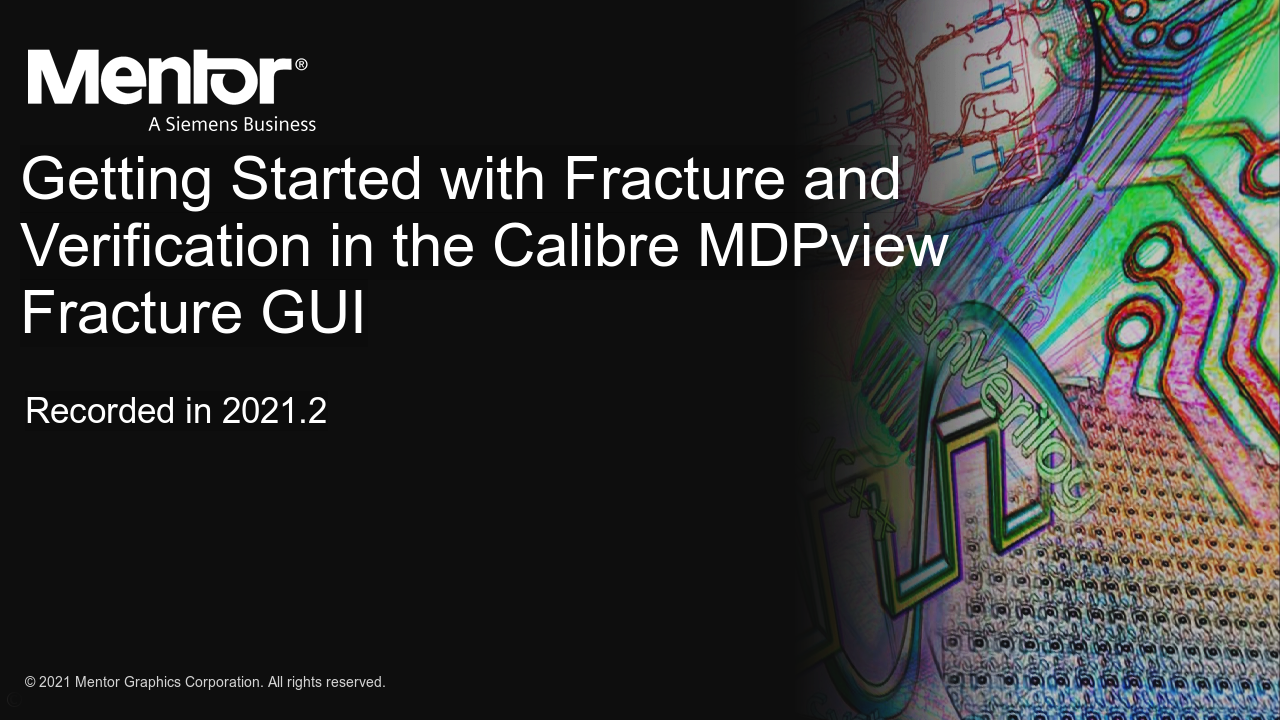 Mentor®
A Siemens Business
Getting Started with Fracture and
Verification in the Calibre MDPview
Fracture GUI
Recorded in 2021.2
temVerilog
C++
© 2021 Mentor Graphics Corporation. All rights reserved.